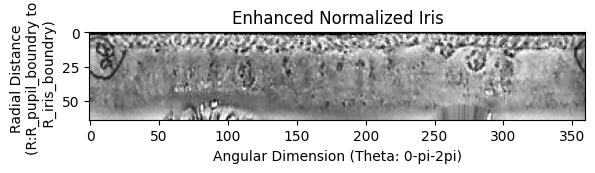 Enhanced Normalized Iris
Radial Distance
(R:R_pupil_boundry to
R_iris_boundry)
0
25
50
0 50 100 150 200 250 300 350
Angular Dimension (Theta: 0-pi-2pi)